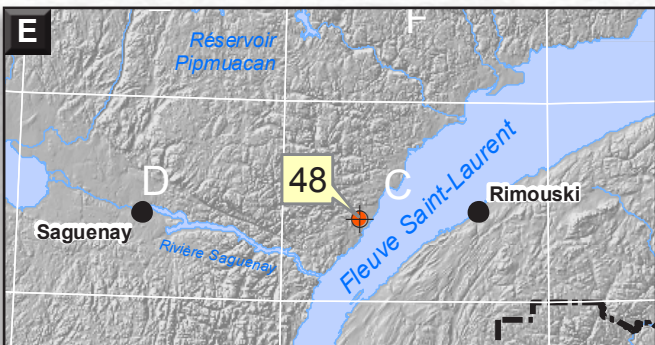 E
Réservoir
Pipmuacan
F
D
48
C
Rimouski
Saguenay
Rivière Saguenay
Fleuve Saint-Laurent